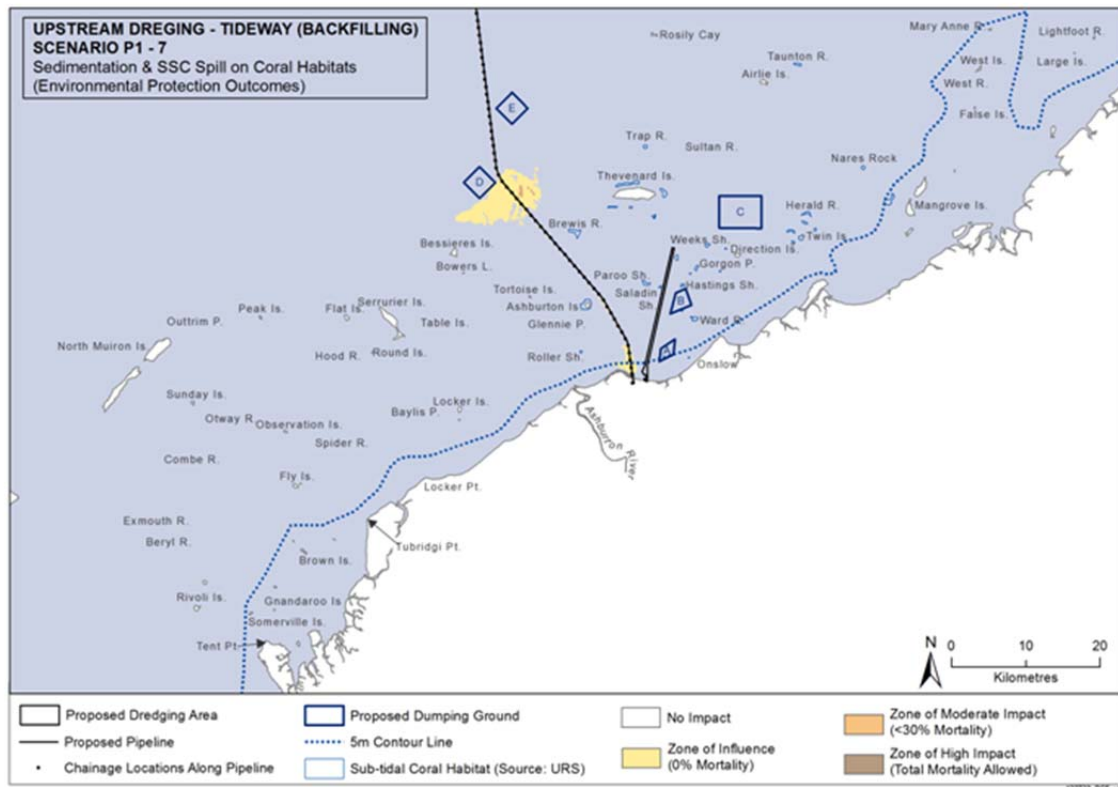 UPSTREAM DREGING - TIDEWAY (BACKFILLING)
SCENARIO P1 - 7
Sedimentation & SSC Spill on Coral Habitats
(Environmental Protection Outcomes)
Rosily Cay
Mary Anne R.
Lightfoot R.
Taunton R.
Airlie Is.
West Is.
Large Is.
West R.
False Is.
E
Trap R.
Sultan R.
Nares Rock
Thevenard Is.
D
C
Herald R.
Mangrove Is.
Brewis R.
Twin Is.
Weeks Sh.
Direction Is.
Bessieres Is.
Bowers L.
Gorgon P.
Paroo Sh.
Hastings Sh.
Tortoise Is.
Saladin
Sh.
B
Ashburton Is.
Serrurier Is.
Peak Is.
Flat Is.
Outtrim P.
Table Is.
Glennie P.
Ward R.
North Muiron Is.
Hood R.
Round Is.
Roller Sh.
A
Onslow
Sunday Is.
Locker Is.
Baylis P.
Otway R.
Observation Is.
Ashburton River
Spider R.
Combe R.
Fly Is.
Locker Pt.
Exmouth R.
Beryl R.
Tubridgi Pt.
Brown Is.
Rivoli Is.
Gnandaroo Is.
Somerville Is.
Tent Pt
N
0 10 20
Kilometres
Proposed Dredging Area
Proposed Pipeline
Chainage Locations Along Pipeline
Proposed Dumping Ground
5m Contour Line
Sub-tidal Coral Habitat (Source: URS)
No Impact
Zone of Influence
(0% Mortality)
Zone of Moderate Impact
(<30% Mortality)
Zone of High Impact
(Total Mortality Allowed)